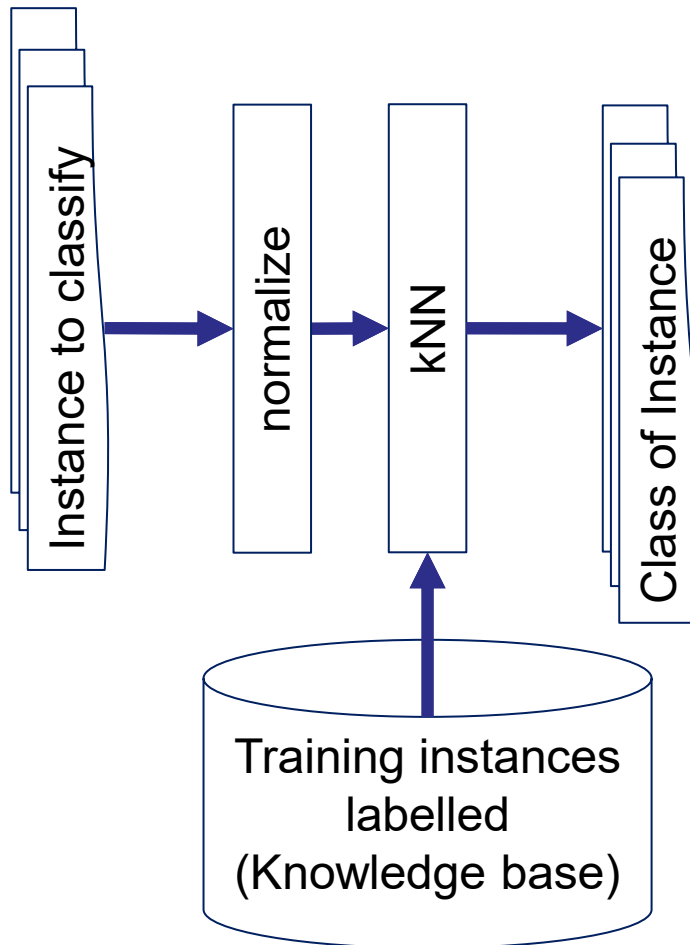 Instance to classify
normalize
kNN
Class of Instance
Training instances
labelled
(Knowledge base)